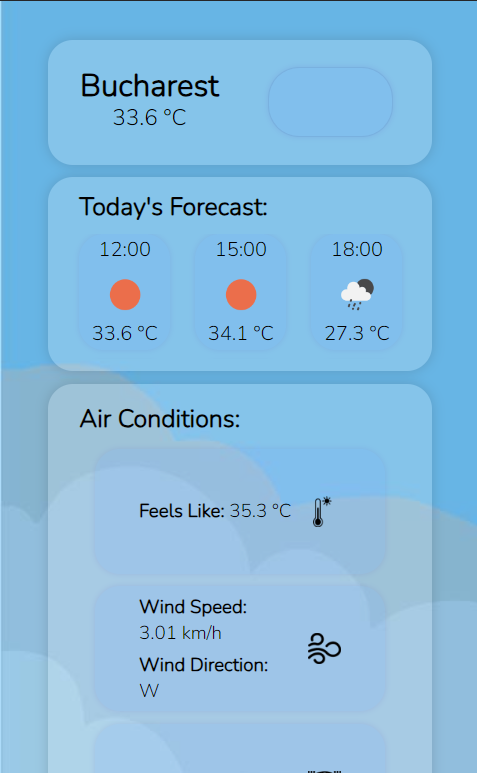 Bucharest
33.6 °C
Today's Forecast:
12:00 15:00 18:00
33.6 °C 34.1 °C 27.3 °C
Air Conditions:
Feels Like: 35.3 °C
Wind Speed:
3.01 km/h
Wind Direction:
W